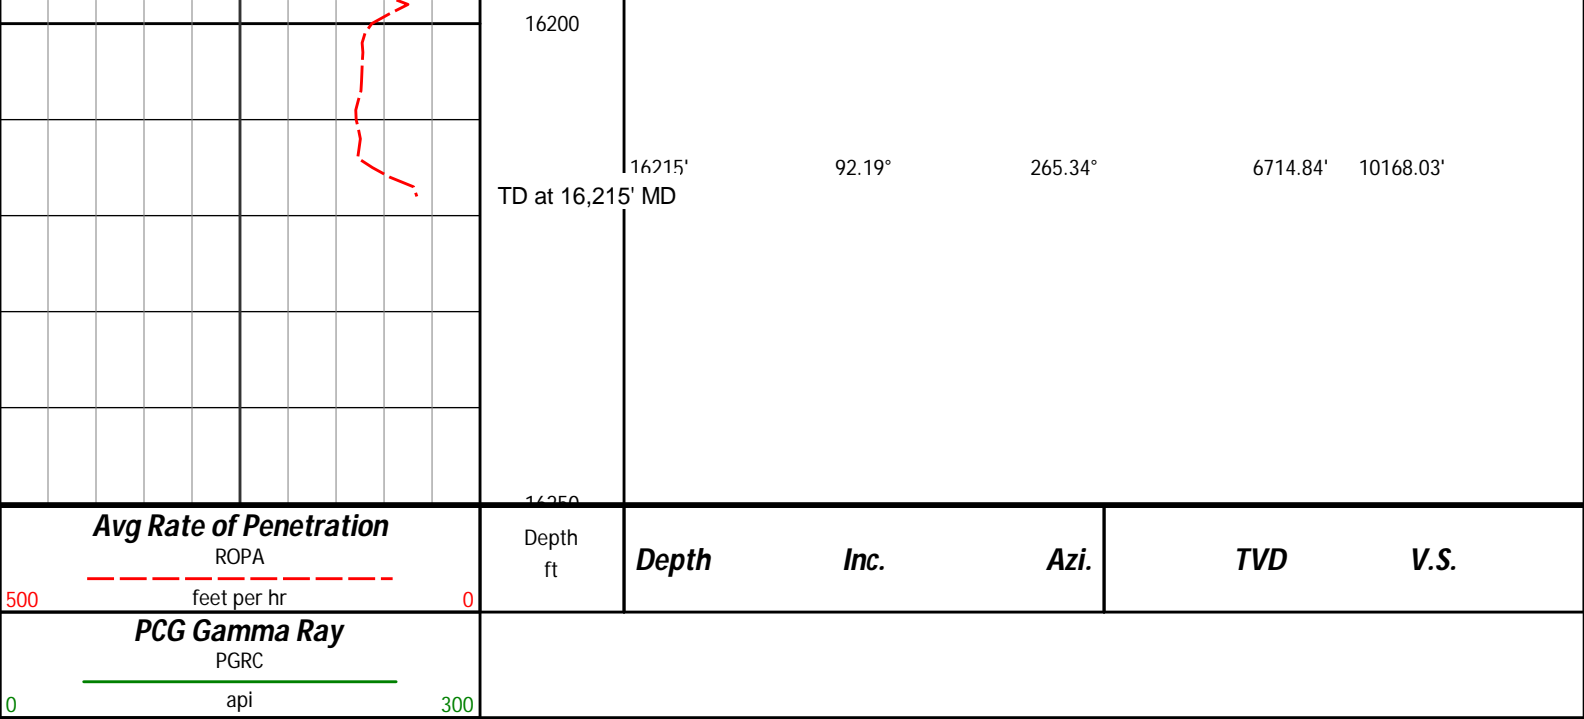 16200
16215' 92.19° 265.34° 6714.84' 10168.03'
TD at 16,215' MD
16250
Avg Rate of Penetration
ROPA
feet per hr
500 0
Depth
ft
Depth Inc. Azi. TVD V.S.
PCG Gamma Ray
PGRC
api
0 300